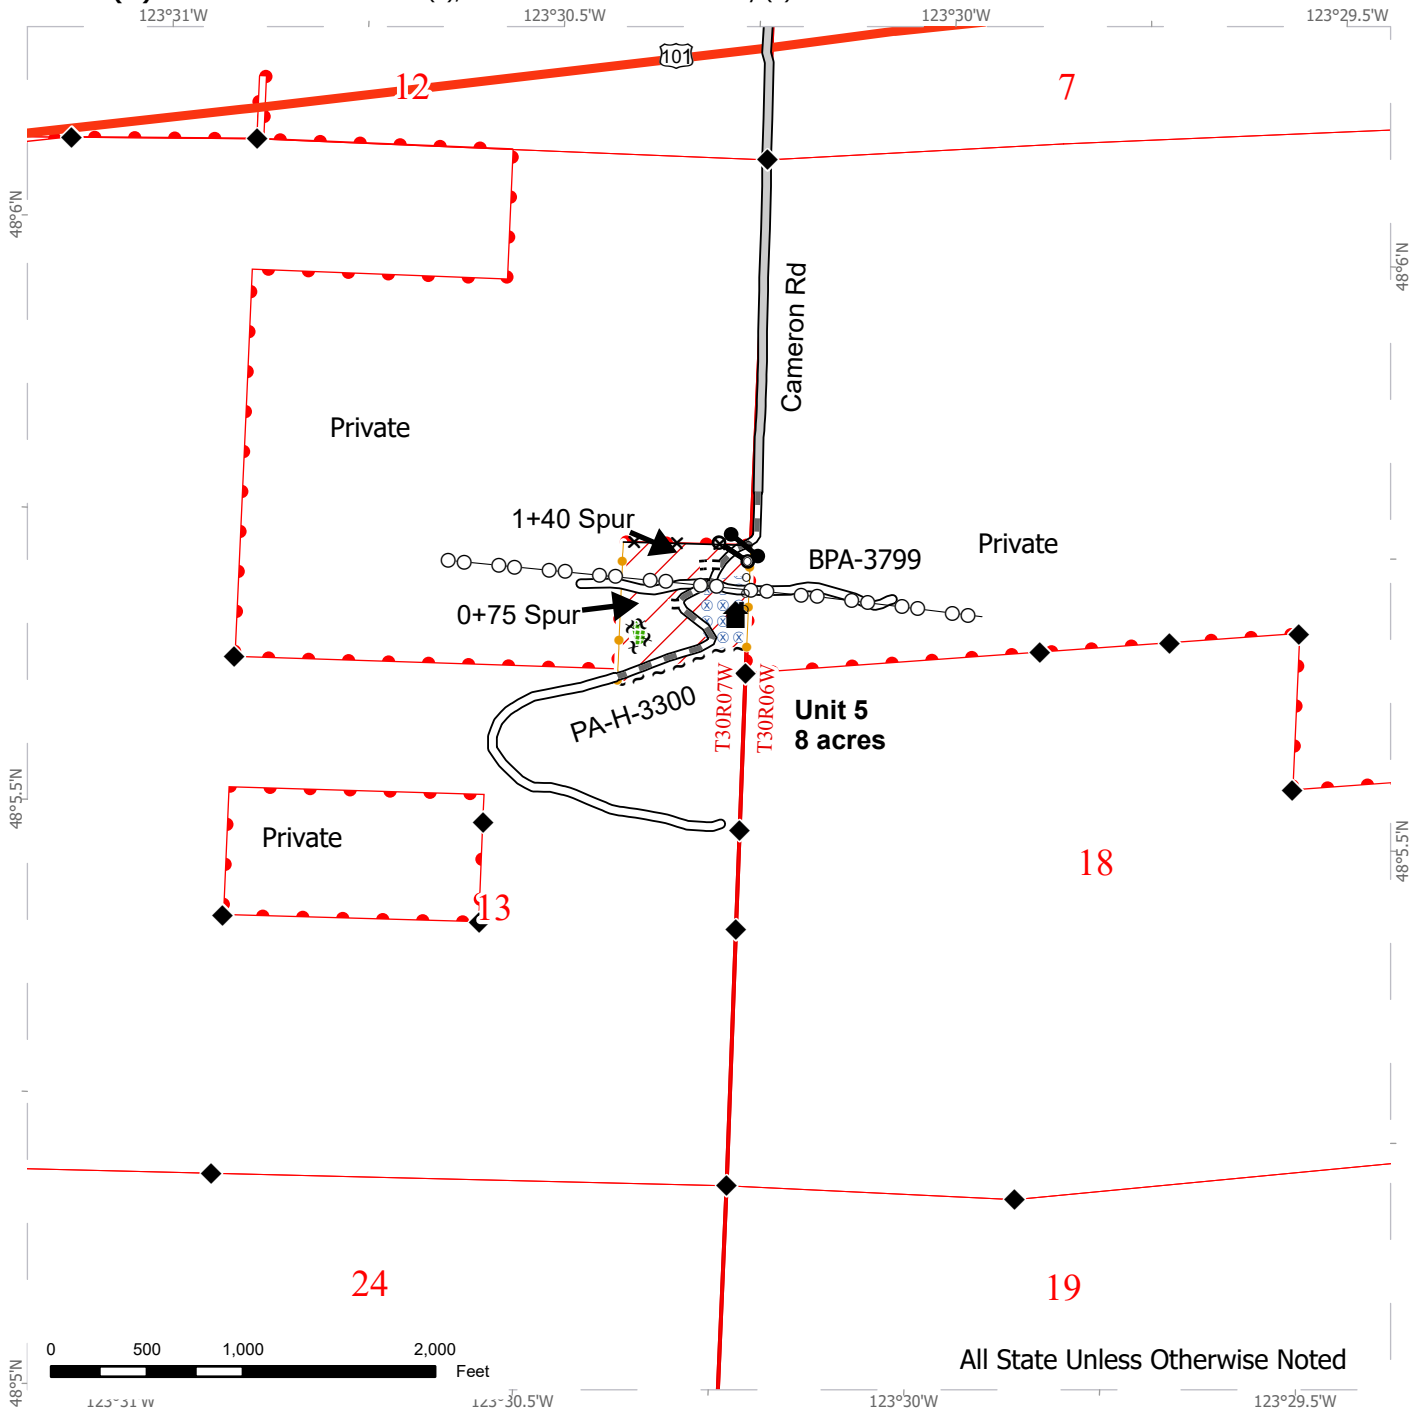 123°31'W 123°30.5'W 123°30'W 123°29.5'W
101
12
7
48°6'N
48°6'N
Cameron Rd
Private
1+40 Spur
Private
BPA-3799
0+75 Spur
PA-H-3300
T30R07W
T30R06W
Unit 5
8 acres
48°5.5'N
48°5.5'N
Private
18
13
24
19
0 500 1,000 2,000
Feet
All State Unless Otherwise Noted
48°5'N
123°31'W 123°30.5'W 123°30'W 123°29.5'W